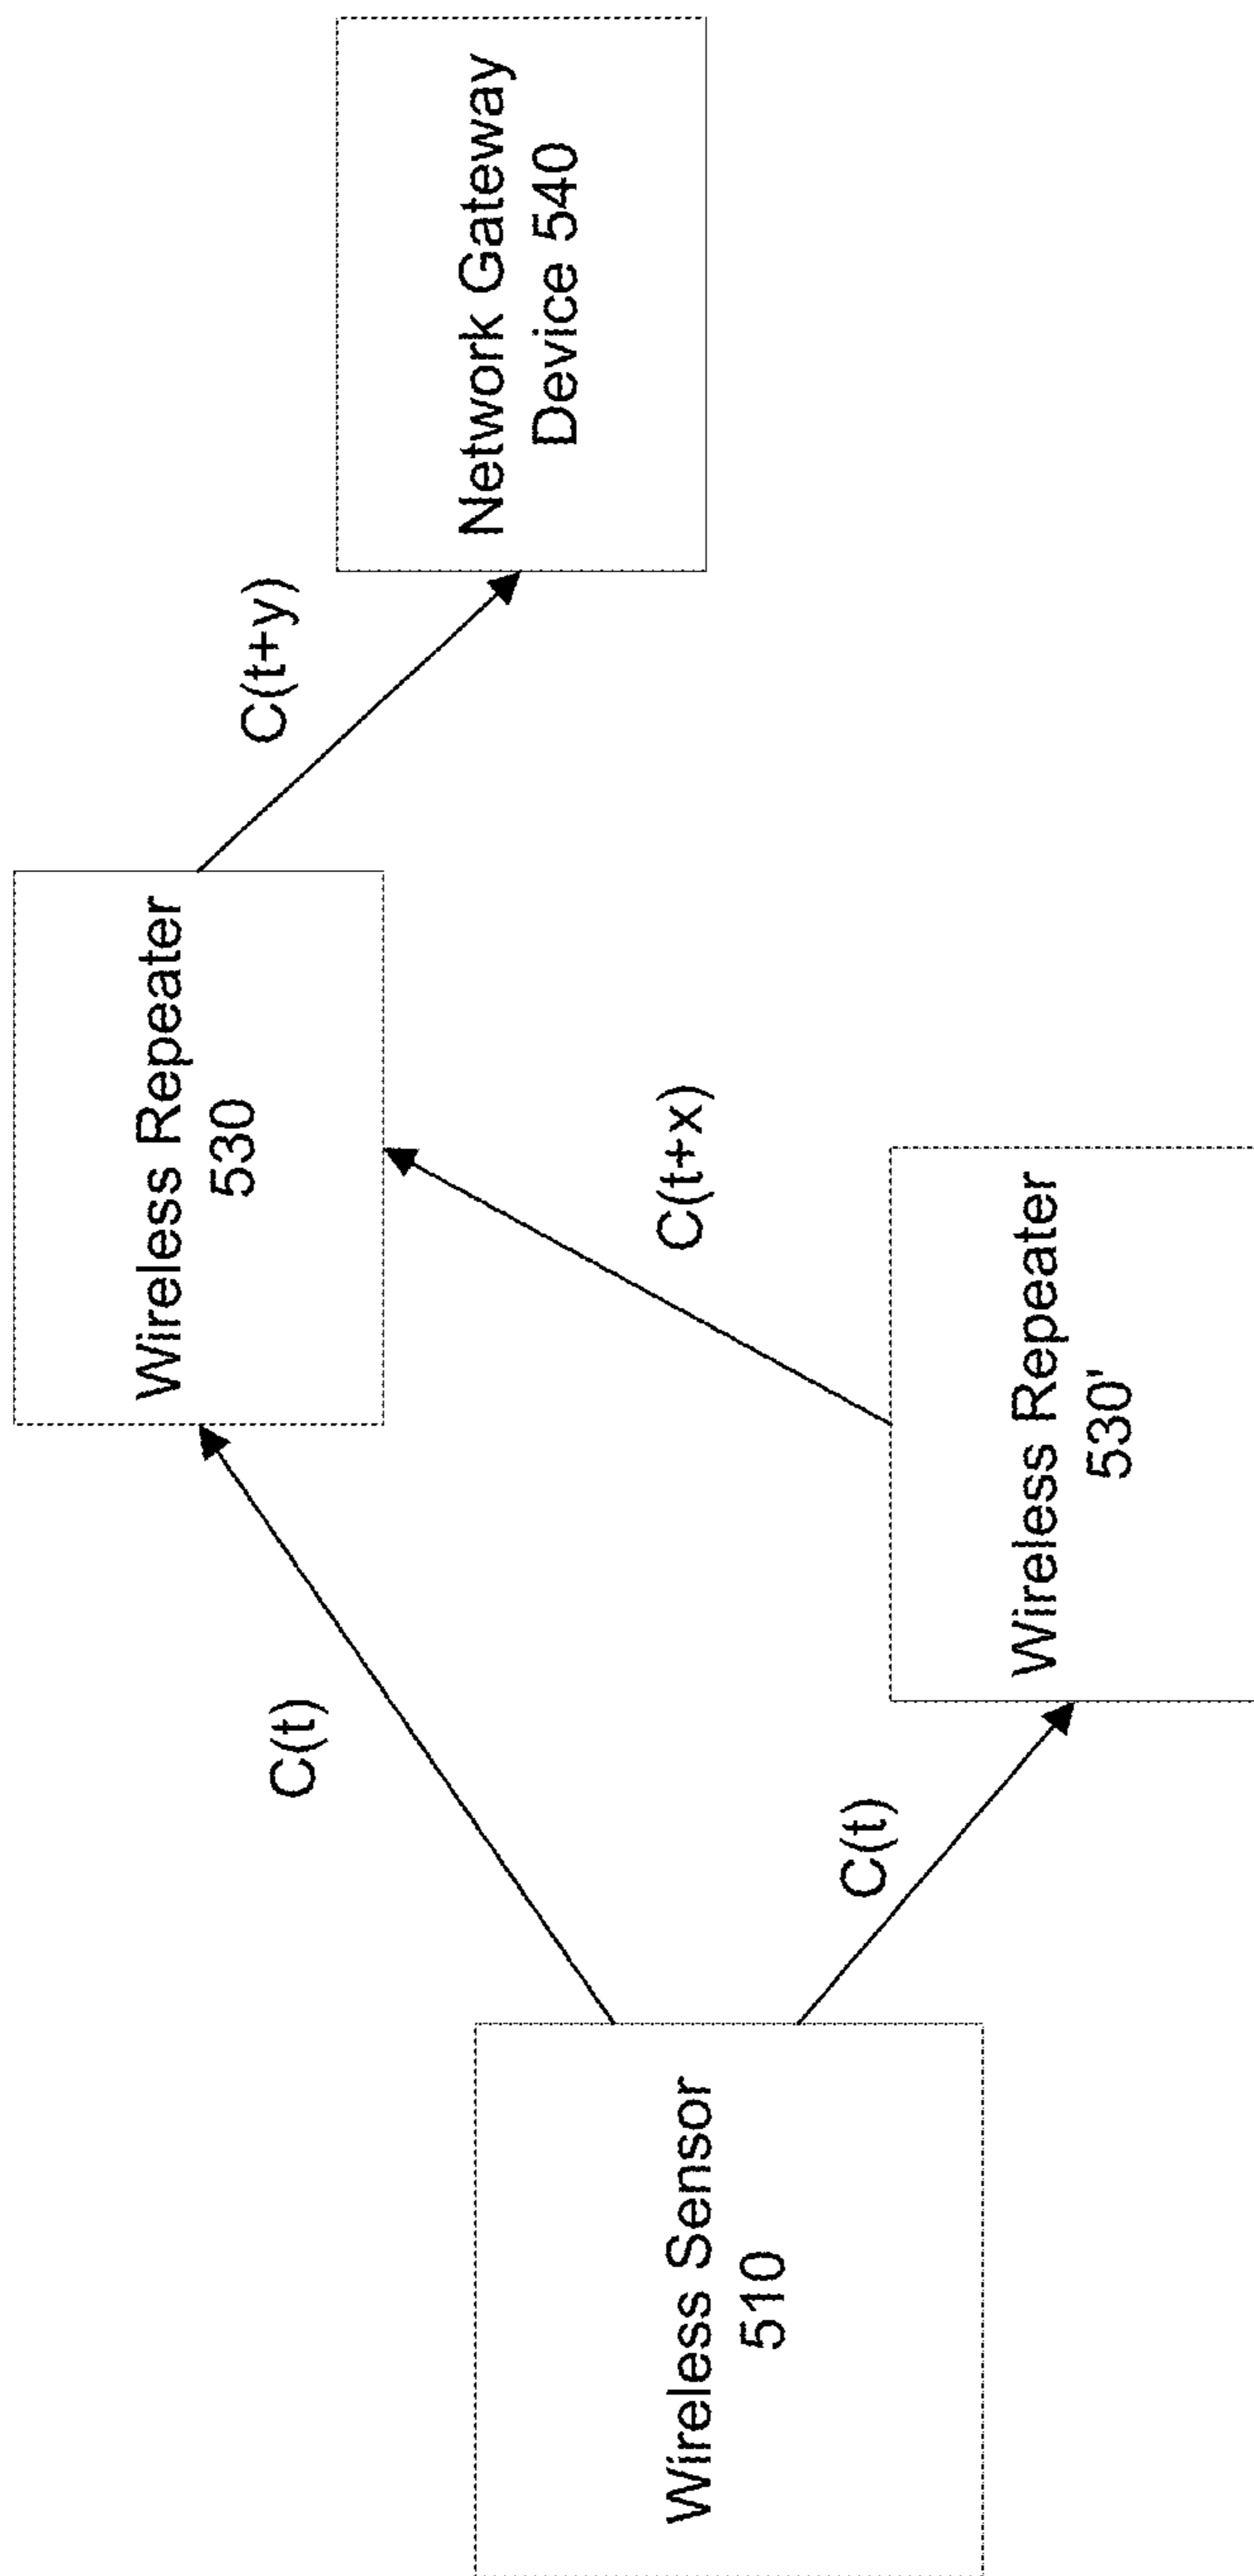 Wireless Sensor
510
C(t)
C(t)
Wireless Repeater
530
Wireless Repeater
530'
C(t+x)
C(t+y)
Network Gateway
Device 540